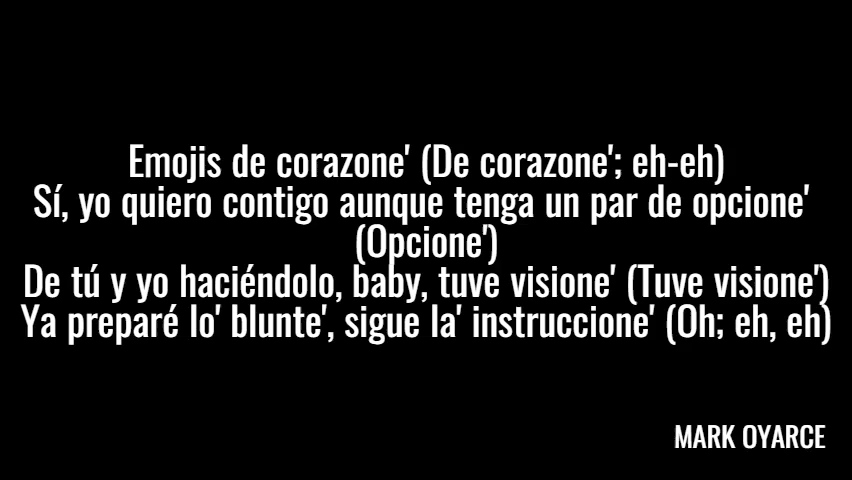 Emojis de corazone' (De corazone'; eh-eh)
Sí, yo quiero contigo aunque tenga un par de opcione'
(Opcione')
De tú y yo haciéndolo, baby, tuve visione' (Tuve visione')
Ya preparé lo' blunte', sigue la' instruccione' (Oh; eh, eh)
MARK OYARCE